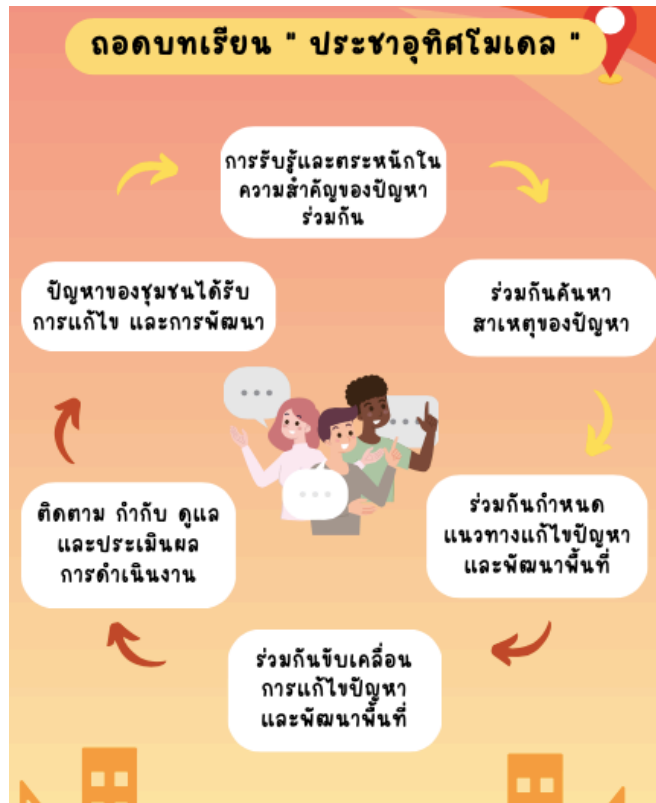 ถอดบทเรียน " ประชาอุทิศโมเดล "
การรับรู้และตระหนักใน
ความสำคัญของปัญหา
ร่วมกัน
ร่วมกันค้นหา
สาเหตุของปัญหา
ร่วมกันกำหนด
แนวทางแก้ไขปัญหา
และพัฒนาพื้นที่
ร่วมกันขับเคลื่อน
การแก้ไขปัญหา
และพัฒนาพื้นที่
ติดตาม กำกับ ดูแล
และประเมินผล
การดำเนินงาน
ปัญหาของชุมชนได้รับ
การแก้ไข และการพัฒนา